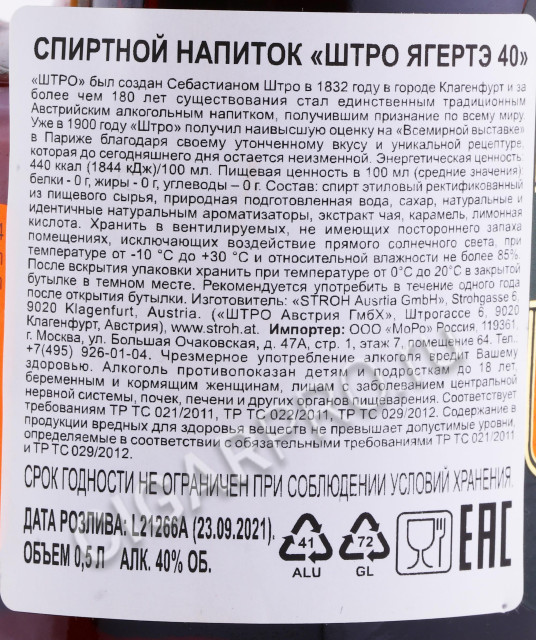 СПИРТНОЙ НАПИТОК «ШТРО ЯГЕРТЭ 40»
«ШТРО» был создан Себастианом Штро в 1832 году в городе Клагенфурт и за
более чем 180 лет существования стал единственным традиционным
Австрийским алкогольным напитком, получившим признание по всему миру.
Уже в 1900 году «Штро» получил наивысшую оценку на «Всемирной выставке»
в Париже благодаря своему утонченному вкусу и уникальной рецептуре,
которая до сегодняшнего дня остается неизменной. Энергетическая ценность:
440 ккал (1844 кДж)/100 мл. Пищевая ценность в 100 мл (средние значения):
белки - 0 г, жиры - 0 г, углеводы – 0 г. Состав: спирт этиловый ректификованный
из пищевого сырья, природная подготовленная вода, сахар, натуральные и
идентичные натуральным ароматизаторы, экстракт чая, карамель, лимонная
кислота. Хранить в вентилируемых, не имеющих постороннего запаха
помещениях, исключающих воздействие прямого солнечного света, при
температуре от -10 °С до +30 °С и относительной влажности не более 85%.
После вскрытия упаковки хранить при температуре от 0°С до 20°С в закрытой
бутылке в темном месте. Рекомендуется употребить в течение одного года
после открытия бутылки. Изготовитель: «STROH Ausrtia GmbH», Strohgasse 6,
9020 Klagenfurt, Austria. («ШТРО Австрия ГмбХ», Штрогассе 6, 9020
Клагенфурт, Австрия), www.stroh.at. Импортер: ООО «МоРо» Россия, 119361,
г. Москва, ул. Большая Очаковская, д. 47А, стр. 1, этаж 7, помещение 64. Тел.:
+7(495) 926-01-04. Чрезмерное употребление алкоголя вредит Вашему
здоровью. Алкоголь противопоказан детям и подросткам до 18 лет,
беременным и кормящим женщинам, лицам с заболеванием центральной
нервной системы, почек, печени и других органов пищеварения. Соответствует
требованиям ТР ТС 021/2011, ТР ТС 022/2011, ТР ТС 029/2012. Содержание в
продукции вредных для здоровья веществ не превышает допустимые уровни,
определяемые в соответствии с обязательными требованиями ТР ТС 021/2011
и ТР ТС 029/2012.
СРОК ГОДНОСТИ НЕ ОГРАНИЧЕН ПРИ СОБЛЮДЕНИИ УСЛОВИЙ ХРАНЕНИЯ.
ДАТА РОЗЛИВА: L21266A (23.09.2021).
ОБЪЕМ 0,5 Л АЛК. 40% ОБ.
41 ALU
72 GL
EAC